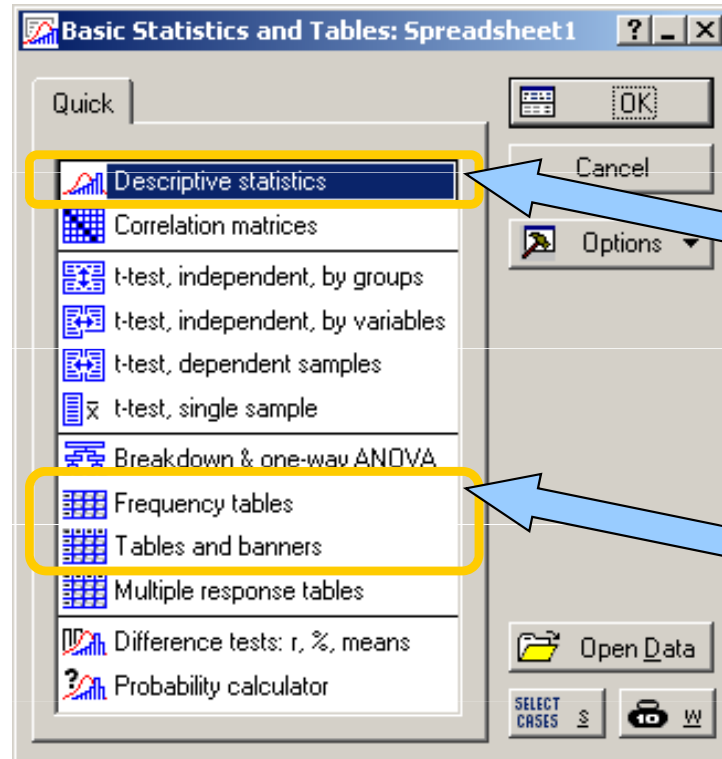 Basic Statistics and Tables: Spreadsheet1
Quick
OK
Cancel
Options
Descriptive statistics
Correlation matrices
t-test, independent, by groups
t-test, independent, by variables
t-test, dependent samples
x̄ t-test, single sample
Breakdown & one-way ANOVA
Frequency tables
Tables and banners
Multiple response tables
Difference tests: r, %, means
? Probability calculator
Open Data
SELECT
CASES S
10 W